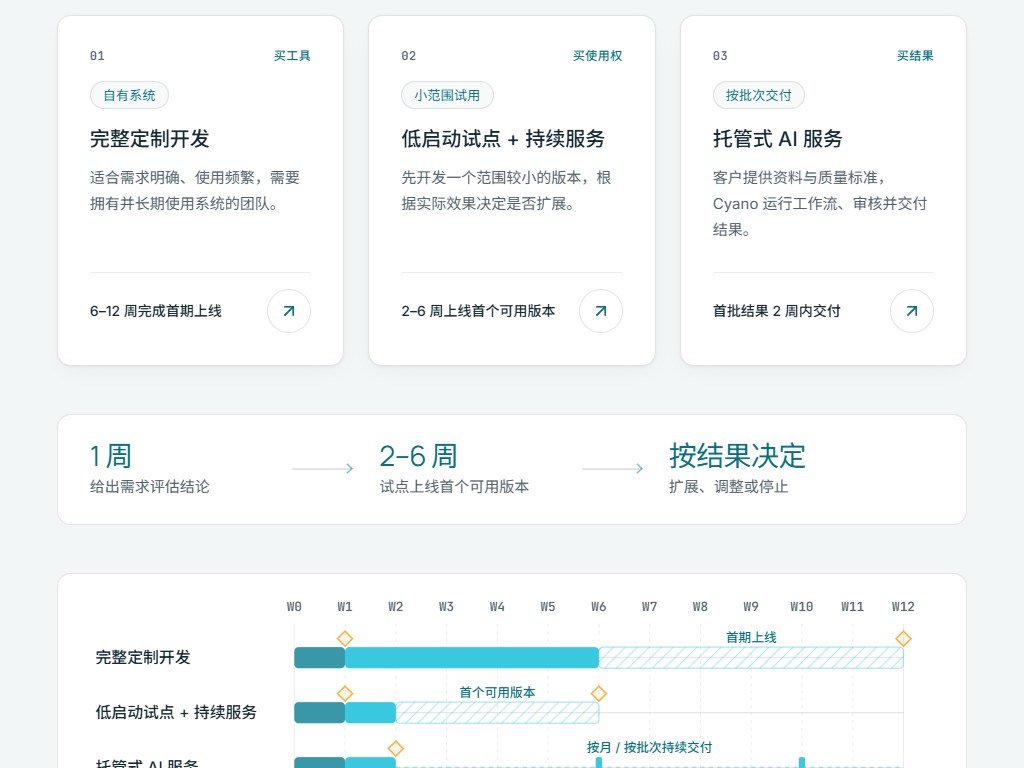 01
买工具
自有系统
完整定制开发
适合需求明确、使用频繁，需要
拥有并长期使用系统的团队。
6–12 周完成首期上线
02
买使用权
小范围试用
低启动试点 + 持续服务
先开发一个范围较小的版本，根
据实际效果决定是否扩展。
2–6 周上线首个可用版本
03
买结果
按批次交付
托管式 AI 服务
客户提供资料与质量标准，
Cyano 运行工作流、审核并交付
结果。
首批结果 2 周内交付
1 周
给出需求评估结论
2–6 周
试点上线首个可用版本
按结果决定
扩展、调整或停止
W0 W1 W2 W3 W4 W5 W6 W7 W8 W9 W10 W11 W12
首期上线
完整定制开发
首个可用版本
低启动试点 + 持续服务
按月 / 按批次持续交付
托管式 AI 服务